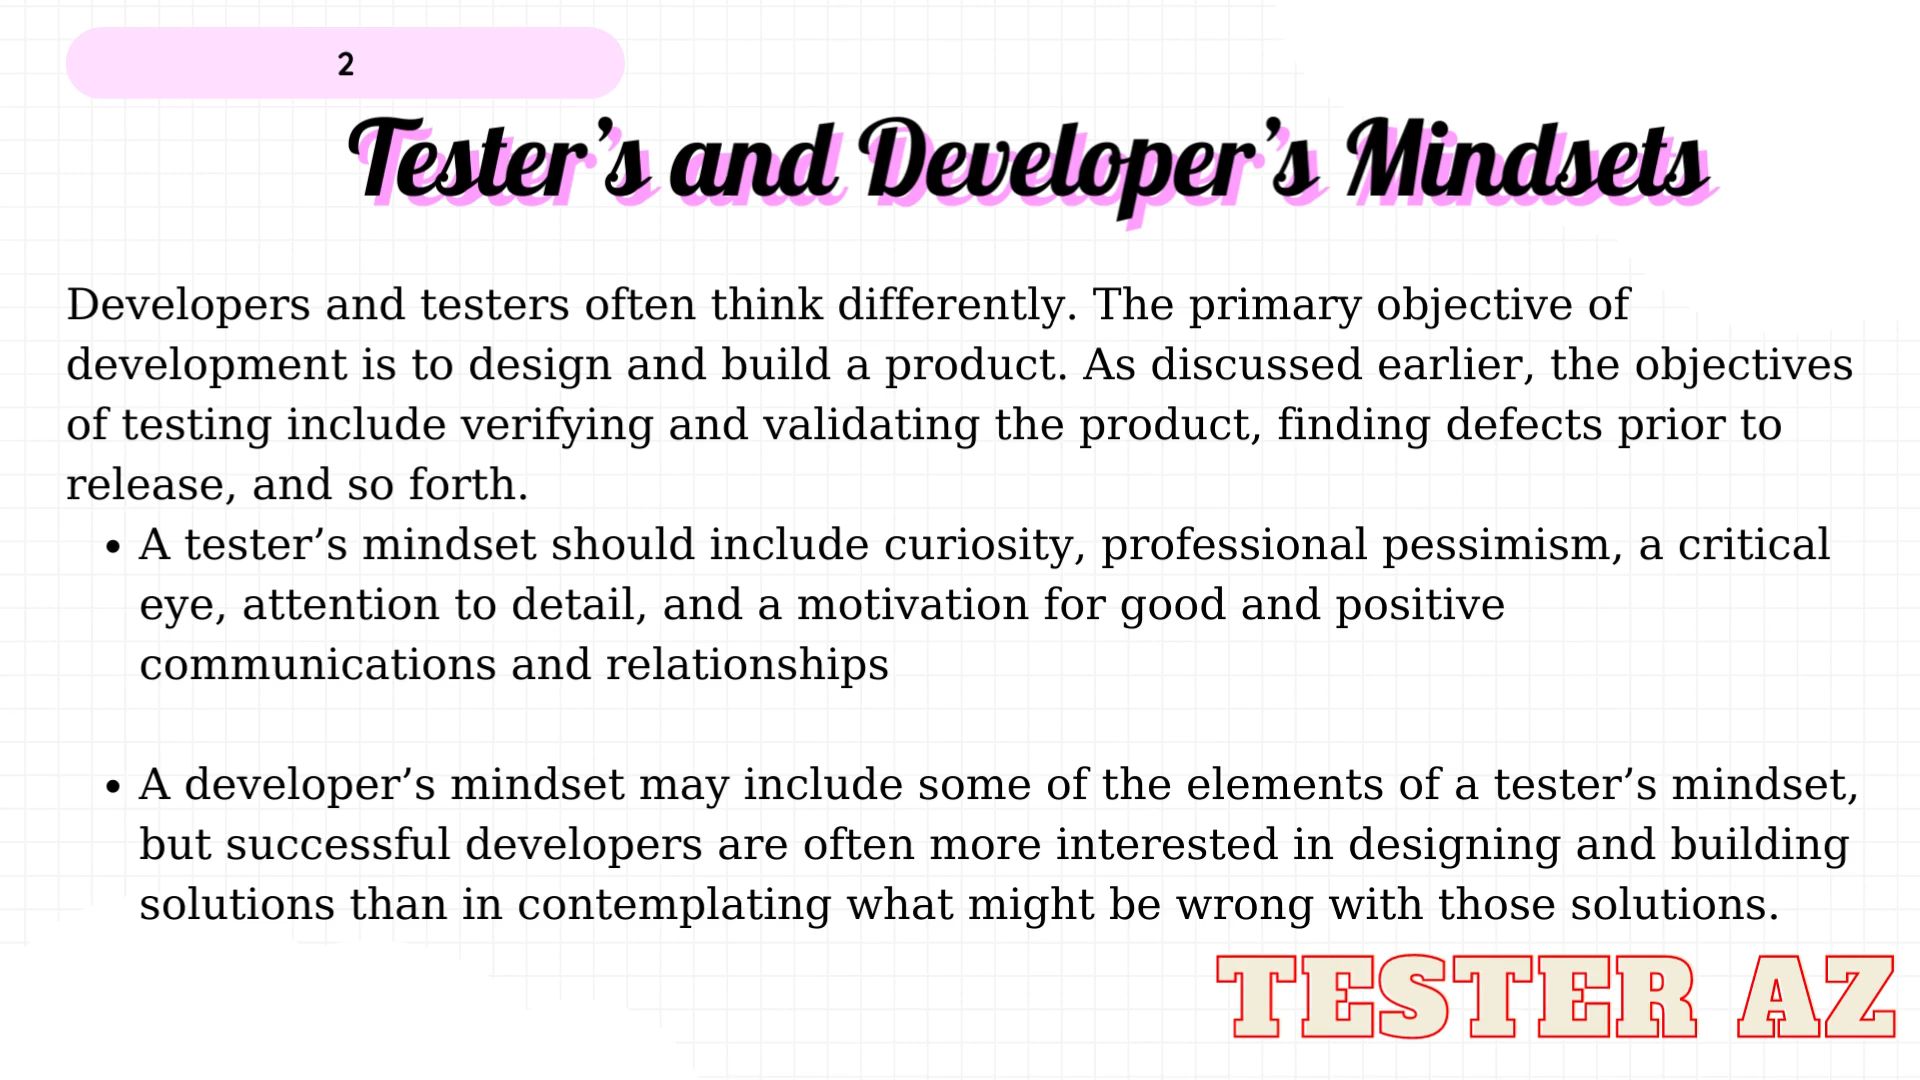 2
Tester’s and Developer’s Mindsets
Developers and testers often think differently. The primary objective of
development is to design and build a product. As discussed earlier, the objectives
of testing include verifying and validating the product, finding defects prior to
release, and so forth.
• A tester’s mindset should include curiosity, professional pessimism, a critical
eye, attention to detail, and a motivation for good and positive
communications and relationships
• A developer’s mindset may include some of the elements of a tester’s mindset,
but successful developers are often more interested in designing and building
solutions than in contemplating what might be wrong with those solutions.
TESTER AZ